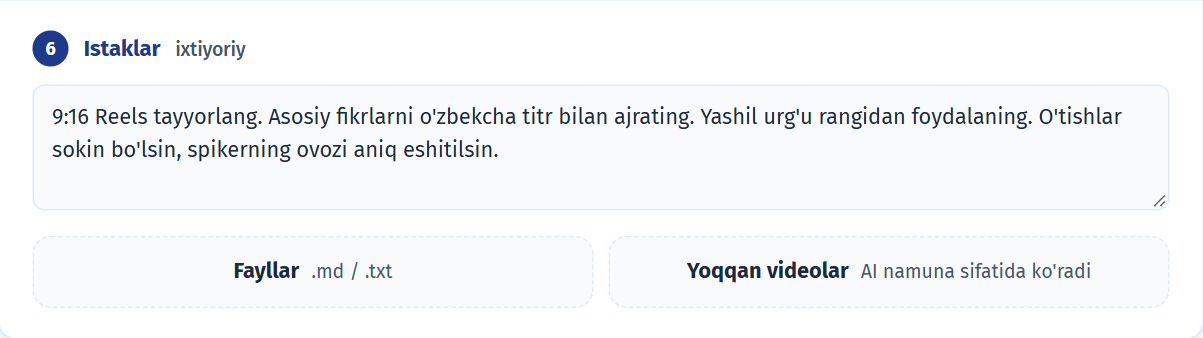 6 Istaklar ixtiyoriy
9:16 Reels tayyorlang. Asosiy fikrlarni o'zbekcha titr bilan ajrating. Yashil urg'u rangidan foydalaning. O'tishlar
sokin bo'lsin, spikerning ovozi aniq eshitilsin.
Fayllar .md / .txt
Yoqqan videolar AI namuna sifatida ko'radi